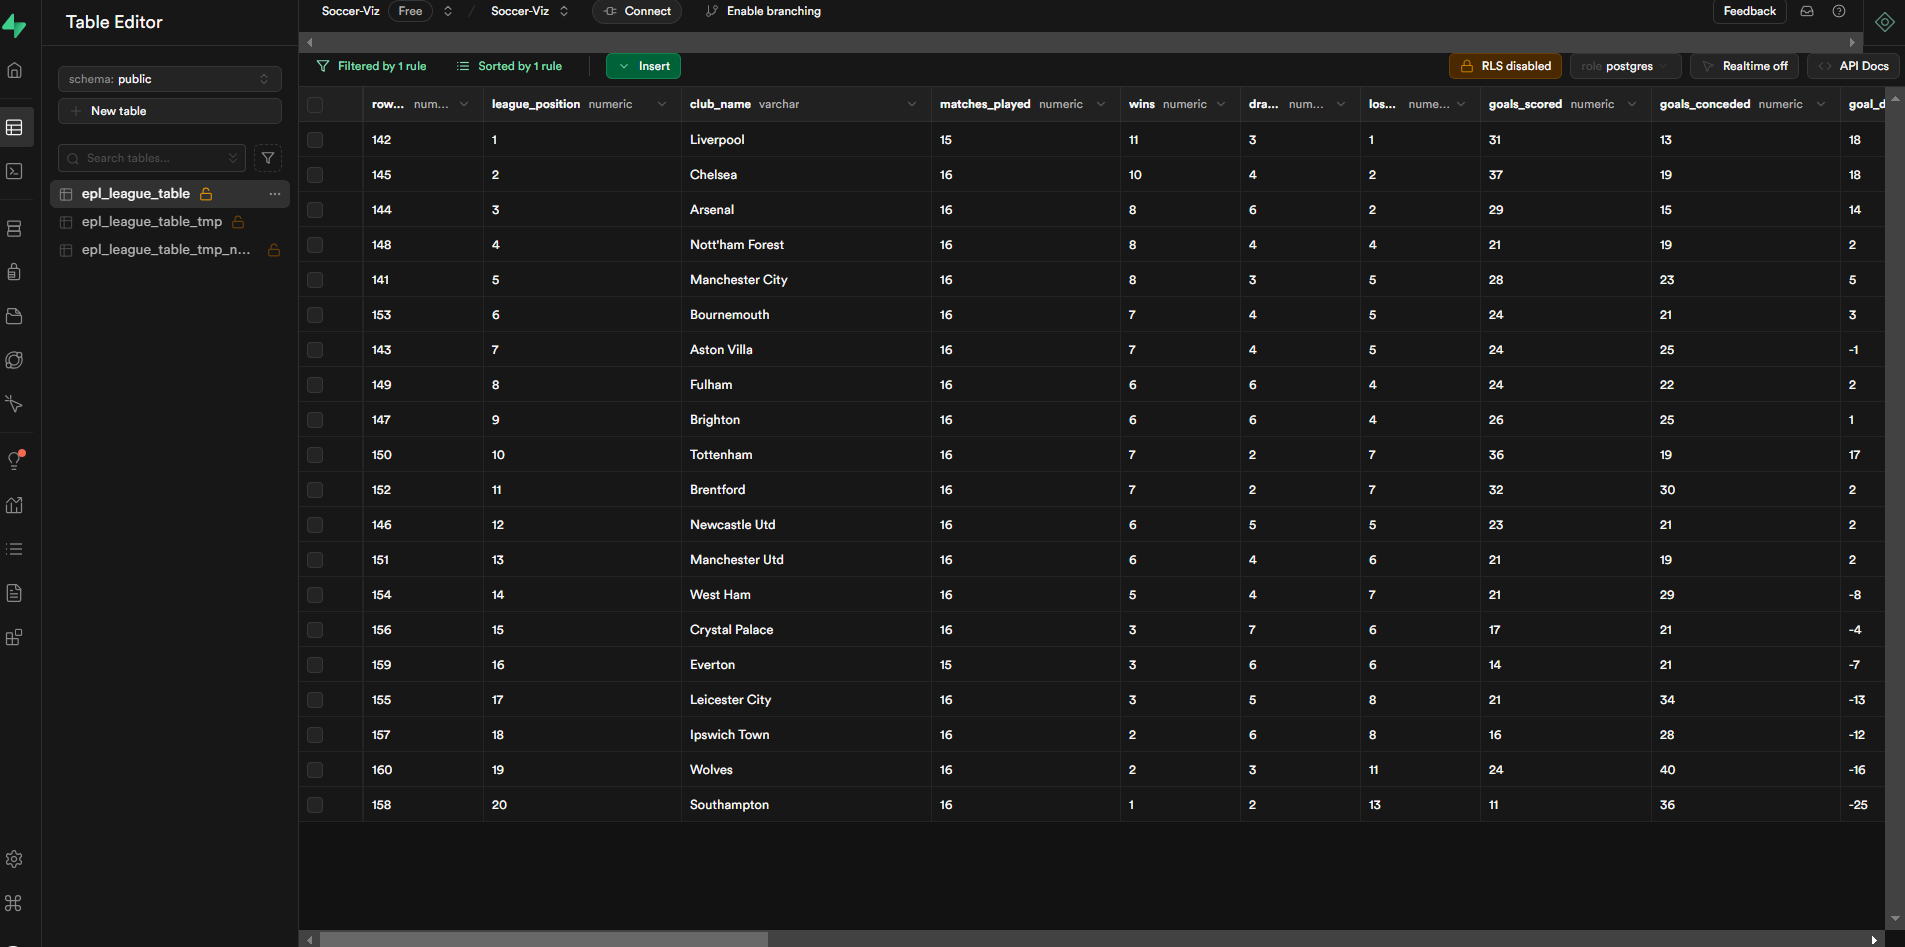 Table Editor
Soccer-Viz Free / Soccer-Viz Connect Enable branching Feedback
schema: public
New table
Search tables...
epl_league_table
epl_league_table_tmp
epl_league_table_tmp_n...
Filtered by 1 rule Sorted by 1 rule Insert RLS disabled role postgres Realtime off API Docs
row... num... league_position numeric club_name varchar matches_played numeric wins numeric dra... num... los... nume... goals_scored numeric goals_conceded numeric goal_d
142 1 Liverpool 15 11 3 1 31 13 18
145 2 Chelsea 16 10 4 2 37 19 18
144 3 Arsenal 16 8 6 2 29 15 14
148 4 Nott'ham Forest 16 8 4 4 21 19 2
141 5 Manchester City 16 8 3 5 28 23 5
153 6 Bournemouth 16 7 4 5 24 21 3
143 7 Aston Villa 16 7 4 5 24 25 -1
149 8 Fulham 16 6 6 4 24 22 2
147 9 Brighton 16 6 6 4 26 25 1
150 10 Tottenham 16 7 2 7 36 19 17
152 11 Brentford 16 7 2 7 32 30 2
146 12 Newcastle Utd 16 6 5 5 23 21 2
151 13 Manchester Utd 16 6 4 6 21 19 2
154 14 West Ham 16 5 4 7 21 29 -8
156 15 Crystal Palace 16 3 7 6 17 21 -4
159 16 Everton 15 3 6 6 14 21 -7
155 17 Leicester City 16 3 5 8 21 34 -13
157 18 Ipswich Town 16 2 6 8 16 28 -12
160 19 Wolves 16 2 3 11 24 40 -16
158 20 Southampton 16 1 2 13 11 36 -25